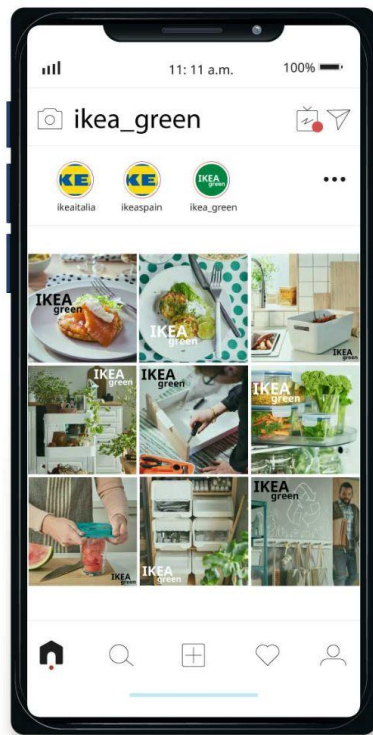 11: 11 a.m.
100%
ikea_green
KE
KE
IKEA
green
ikeaitalia
ikeaspain
ikea_green
IKEA
green
IKEA
green
IKEA
green
IKEA
green
IKEA
green
IKEA
green
IKEA
green
IKEA
green
IKEA
green